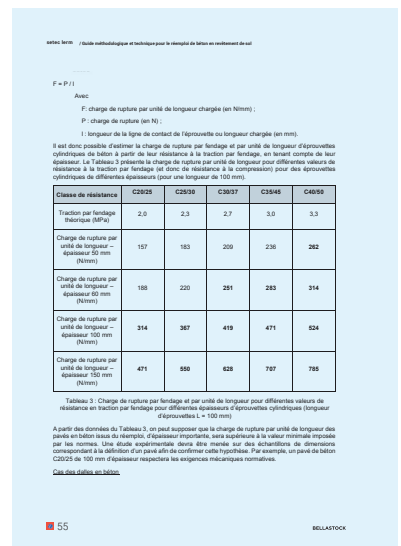 setec lerm / Guide méthodologique et technique pour le réemploi de béton en revêtement de sol
F = P / l
Avec
F: charge de rupture par unité de longueur chargée (en N/mm) ;
P : charge de rupture (en N) ;
l : longueur de la ligne de contact de l'éprouvette ou longueur chargée (en mm).
Il est donc possible d'estimer la charge de rupture par fendage et par unité de longueur d'éprouvettes
cylindriques de béton à partir de leur résistance à la traction par fendage, en tenant compte de leur
épaisseur. Le Tableau 3 présente la charge de rupture par unité de longueur pour différentes valeurs de
résistance à la traction par fendage (et donc de résistance à la compression) pour des éprouvettes
cylindriques de différentes épaisseurs (pour une longueur de 100 mm).
Classe de résistance C20/25 C25/30 C30/37 C35/45 C40/50
Traction par fendage
théorique (MPa) 2,0 2,3 2,7 3,0 3,3
Charge de rupture par
unité de longueur –
épaisseur 50 mm
(N/mm) 157 183 209 236 262
Charge de rupture par
unité de longueur –
épaisseur 60 mm
(N/mm) 188 220 251 283 314
Charge de rupture par
unité de longueur –
épaisseur 100 mm
(N/mm) 314 367 419 471 524
Charge de rupture par
unité de longueur –
épaisseur 150 mm
(N/mm) 471 550 628 707 785
Tableau 3 : Charge de rupture par fendage et par unité de longueur pour différentes valeurs de
résistance en traction par fendage pour différentes épaisseurs d'éprouvettes cylindriques (longueur
d'éprouvettes L = 100 mm)
A partir des données du Tableau 3, on peut supposer que la charge de rupture par unité de longueur des
pavés en béton issus du réemploi, d'épaisseur importante, sera supérieure à la valeur minimale imposée
par les normes. Une étude expérimentale devra être menée sur des échantillons de dimensions
correspondant à la définition d'un pavé afin de confirmer cette hypothèse. Par exemple, un pavé de béton
C20/25 de 100 mm d'épaisseur respectera les exigences mécaniques normatives.
Cas des dalles en béton
55
BELLASTOCK